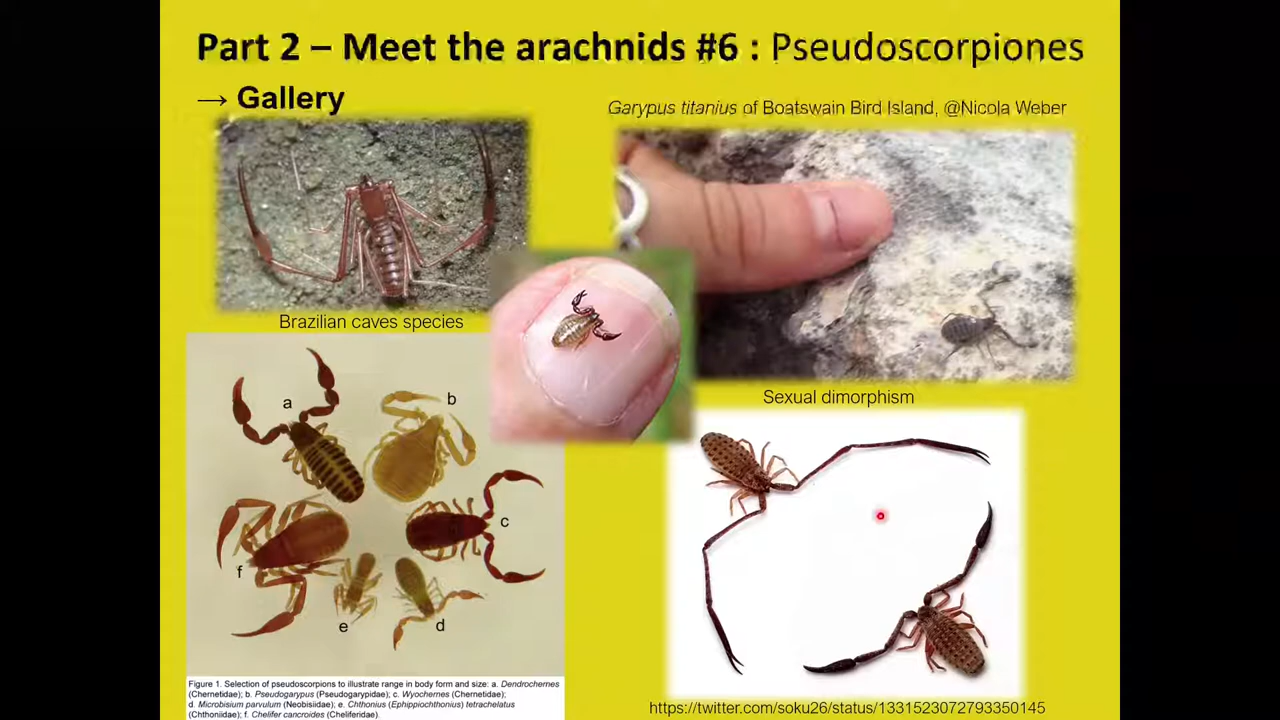 Part 2 – Meet the arachnids #6 : Pseudoscorpiones
→ Gallery
Garypus titanius of Boatswain Bird Island, @Nicola Weber
Brazilian caves species
Sexual dimorphism
a
b
c
f
e
d
Figure 1. Selection of pseudoscorpions to illustrate range in body form and size: a. Dendrochernes
(Chernetidae); b. Pseudogarypus (Pseudogarypidae); c. Wyochernes (Chernetidae);
d. Microbisium parvulum (Neobisiidae); e. Chthonius (Ephippiochthonius) tetrachelatus
(Chthoniidae); f. Chelifer cancroides (Cheliferidae).
https://twitter.com/soku26/status/1331523072793350145